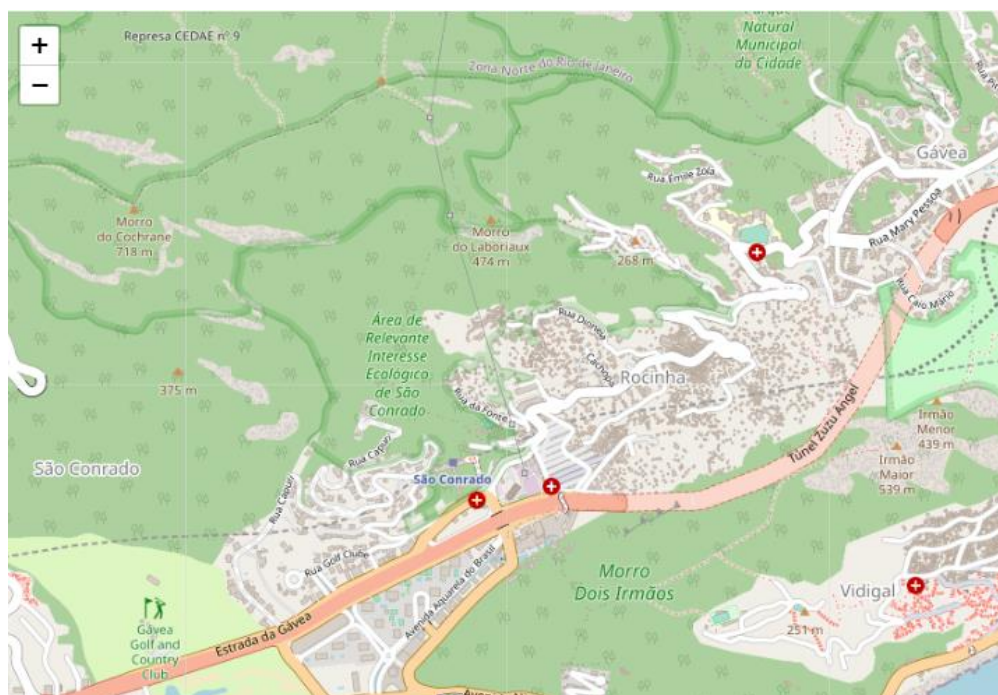 +
−
Represa CEDAE nº 9
Parque
Natural
Municipal
da Cidade
Zona Norte do Rio de Janeiro
Gávea
Rua Émile Zola
Rua Mary Pessoa
Morro
do Cochrane
718 m
Morro
do Laboriaux
474 m
268 m
Rua Caio Mário
Área de
Relevante
Interesse
Ecológico
de São
Conrado
Rua Dioneia
Cachopa
Rocinha
375 m
Rua da Fonte
Irmão
Menor
439 m
Túnel Zuzu Angel
Irmão
Maior
539 m
São Conrado
Rua Capuri
São Conrado
Rua Capuri
Rua Golf Clube
Avenida Aquarela do Brasil
Morro
Dois Irmãos
Vidigal
251 m
Gávea
Golf and
Country
Club
Estrada da Gávea